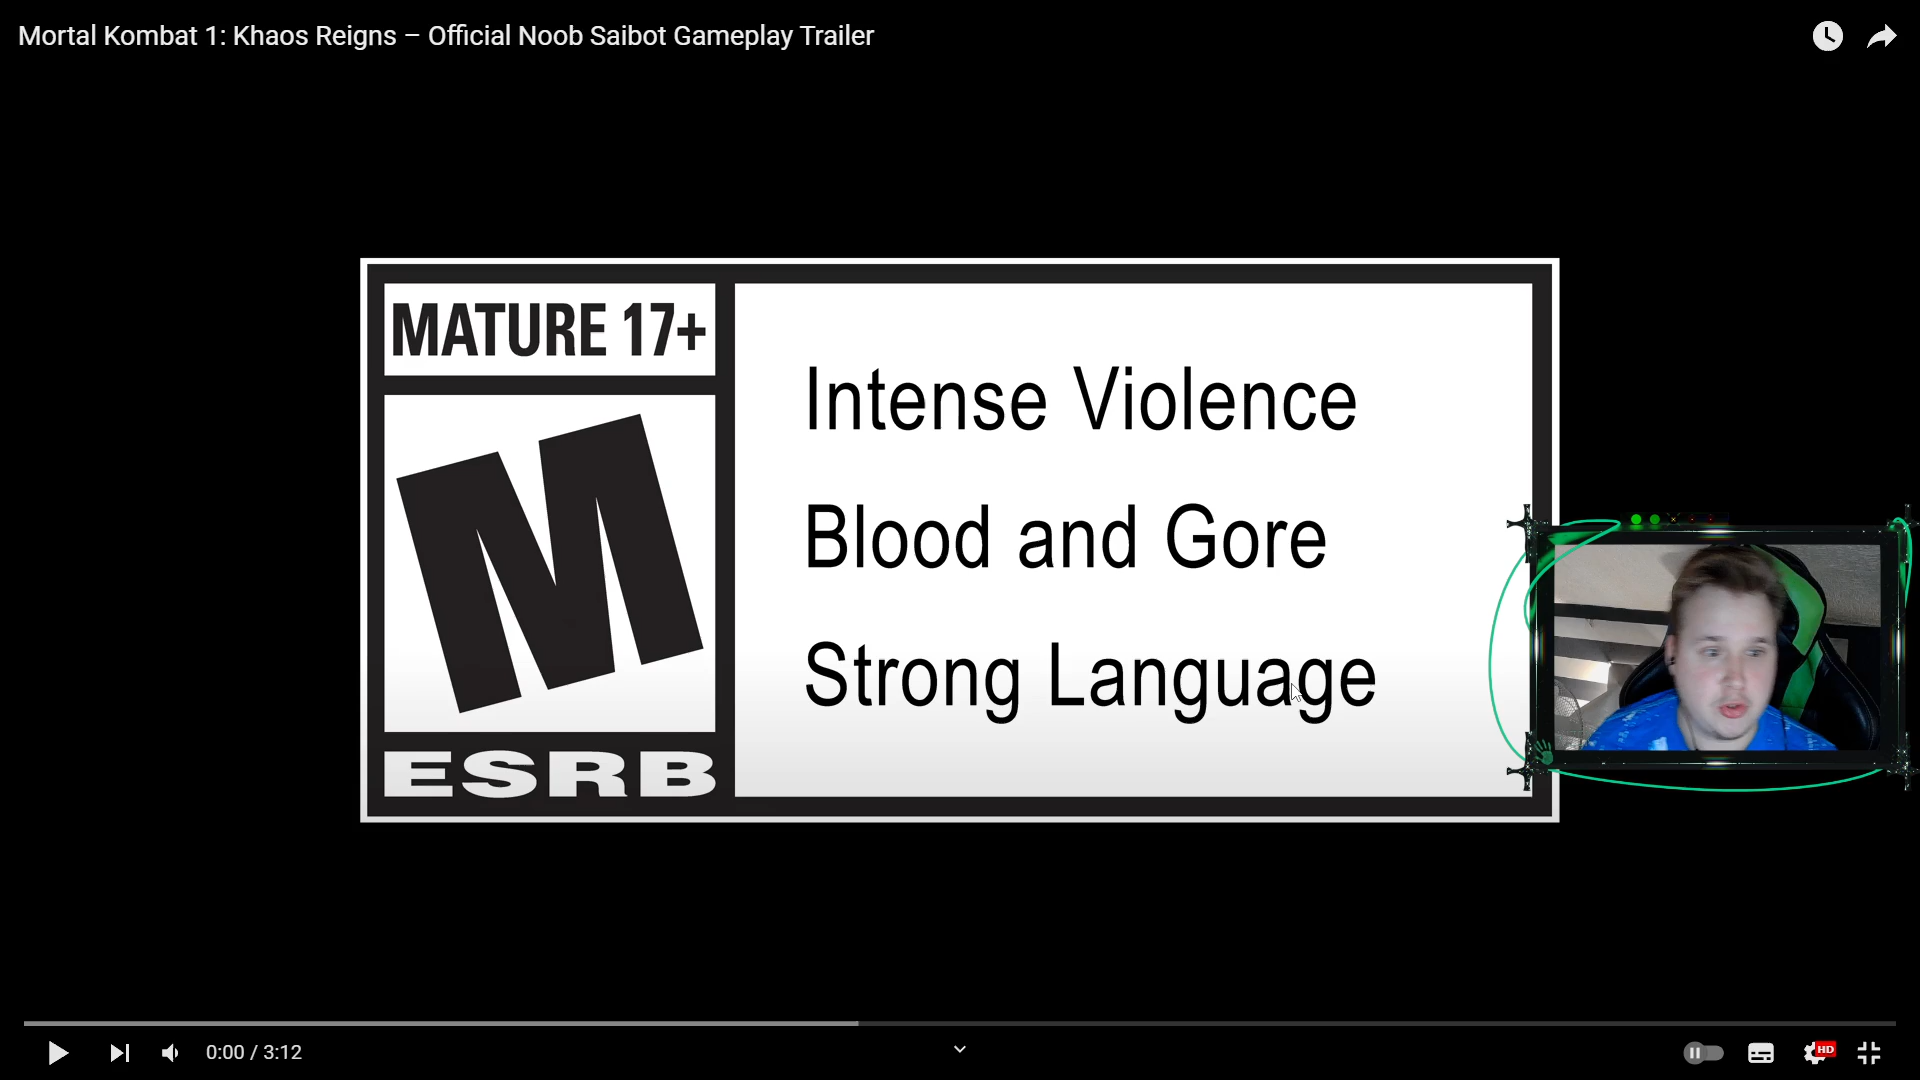 Mortal Kombat 1: Khaos Reigns – Official Noob Saibot Gameplay Trailer
MATURE 17+
M
ESRB
Intense Violence
Blood and Gore
Strong Language
0:00 / 3:12
HD